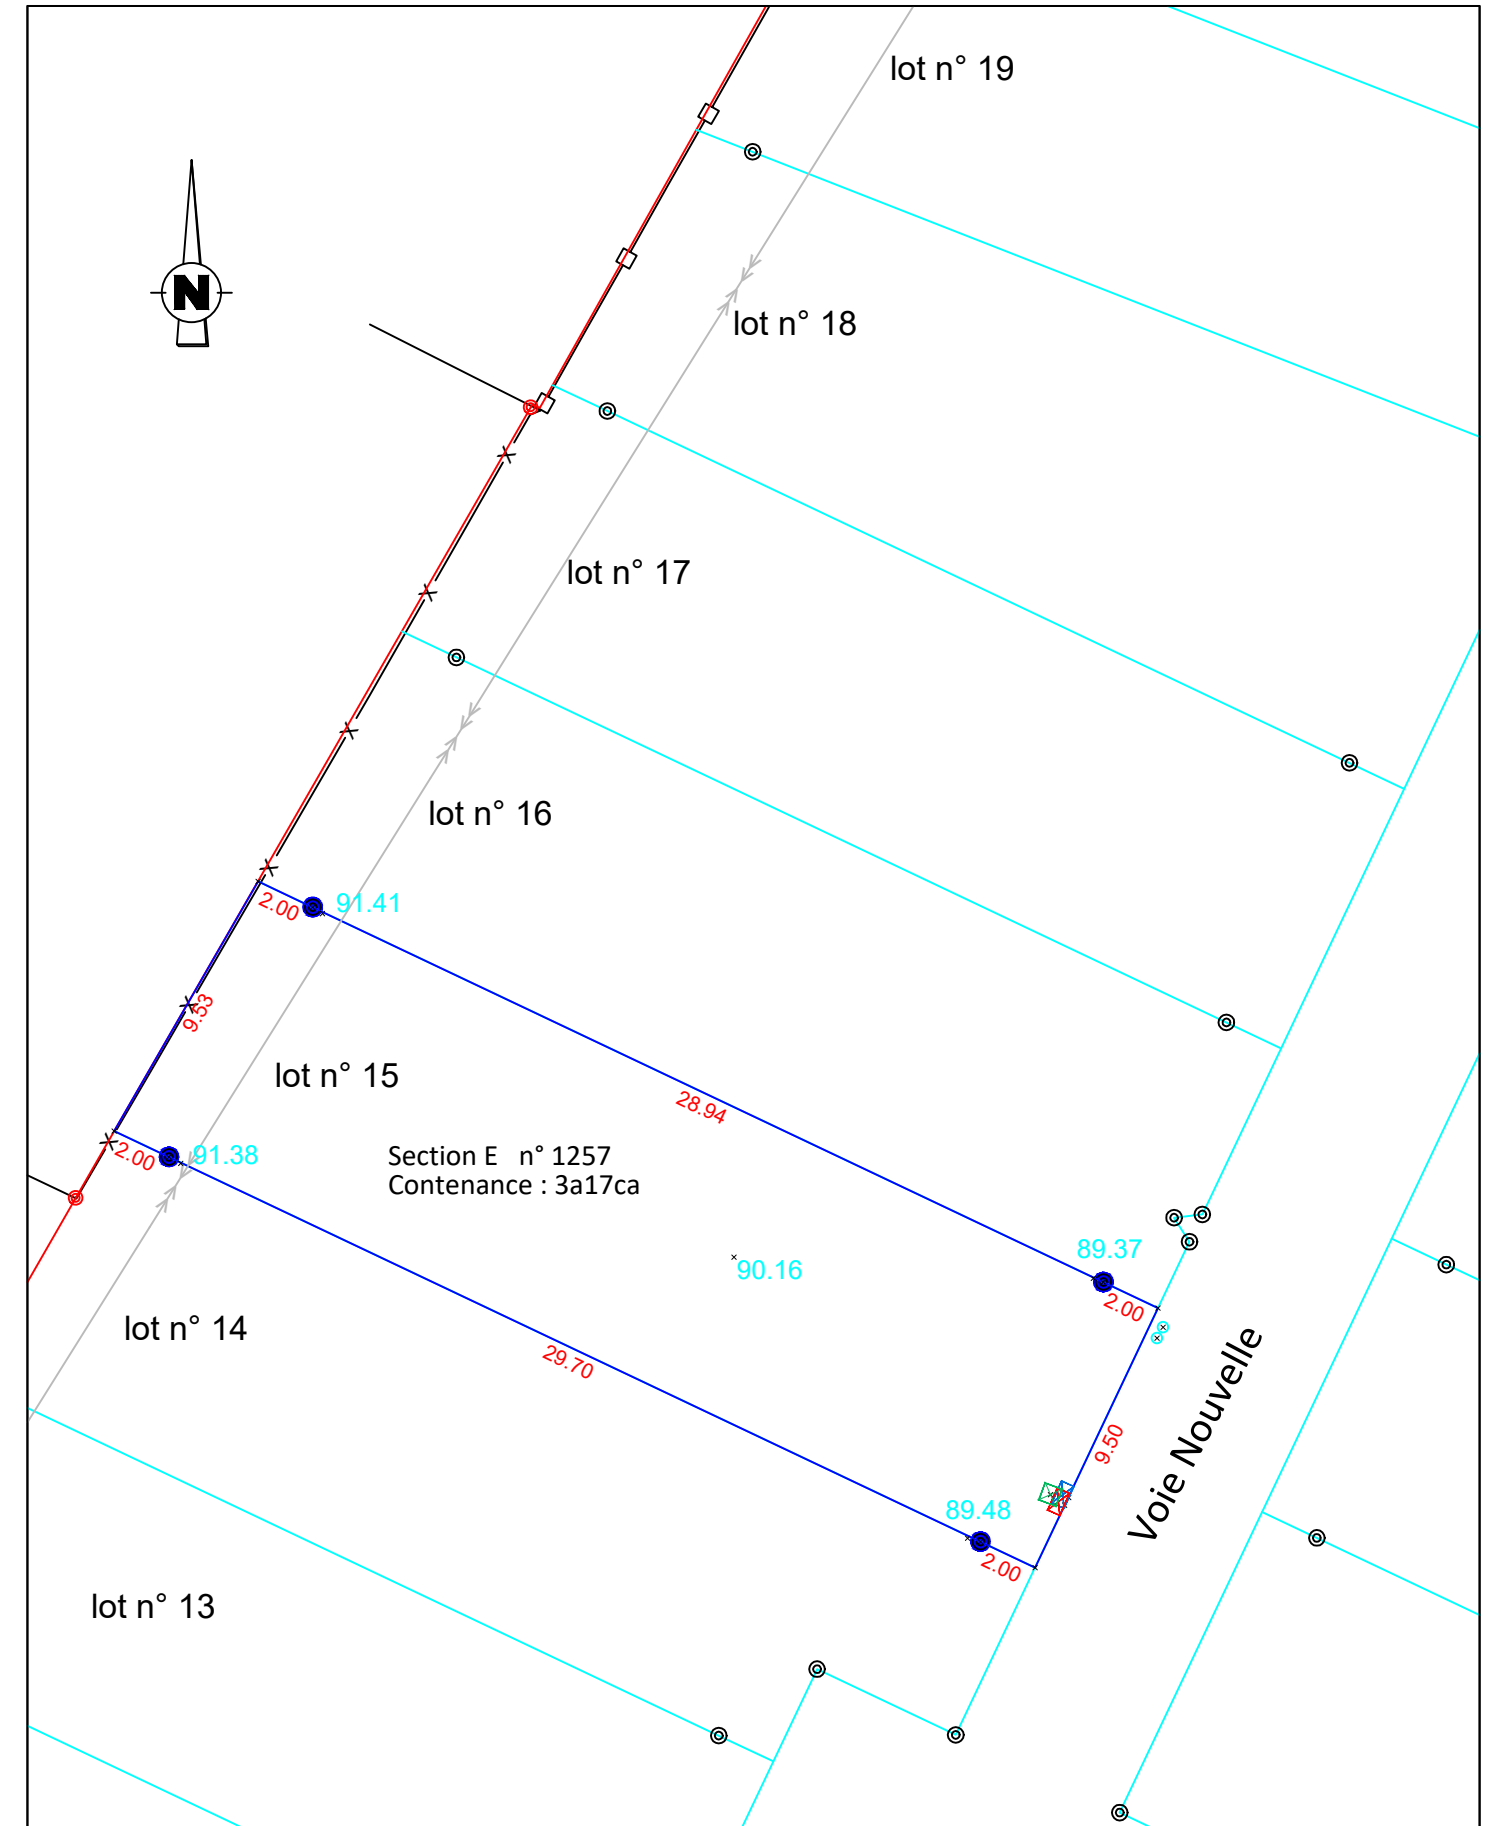 lot n° 19
N
lot n° 18
lot n° 17
lot n° 16
2.00
91.41
9.53
lot n° 15
28.94
2.00
91.38
Section E n° 1257
Contenance : 3a17ca
89.37
90.16
2.00
lot n° 14
29.70
Voie Nouvelle
9.50
89.48
2.00
lot n° 13